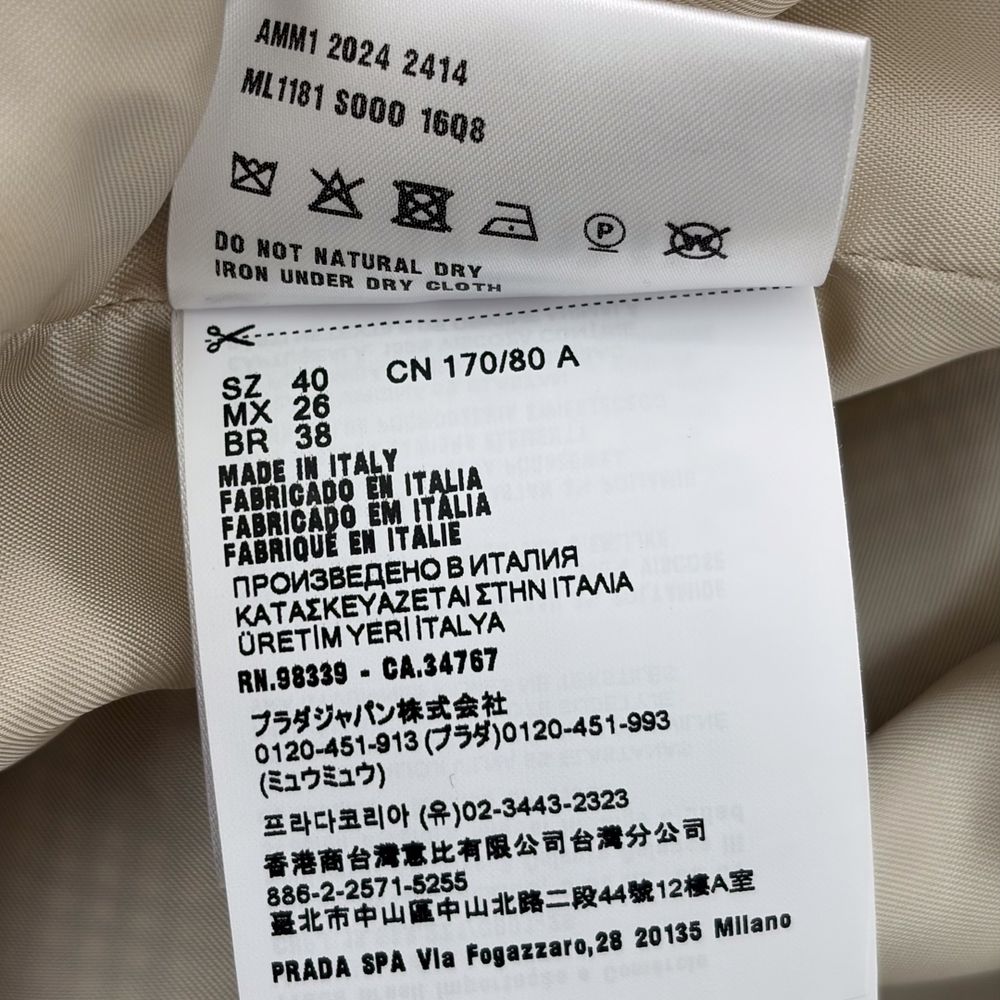 AMM1 2024 2414
ML1181 S000 16Q8
P
W
DO NOT NATURAL DRY
IRON UNDER DRY CLOTH
SZ 40 CN 170/80 A
MX 26
BR 38
MADE IN ITALY
FABRICADO EN ITALIA
FABRICADO EM ITÁLIA
FABRIQUÉ EN ITALIE
ПРОИЗВЕДЕНО В ИТАЛИЯ
ΚΑΤΑΣΚΕΥΑΖΕΤΑΙ ΣΤΗΝ ΙΤΑΛΙΑ
ÜRETİM YERİ İTALYA
RN.98339 - CA.34767
プラダジャパン株式会社
0120-451-913 (プラダ)0120-451-993
(ミュウミュウ)
프라다코리아 (유)02-3443-2323
香港商台灣惠比有限公司台灣分公司
886-2-2571-5255
臺北市中山區中山北路二段44號12樓A室
PRADA SPA Via Fogazzaro,28 20135 Milano